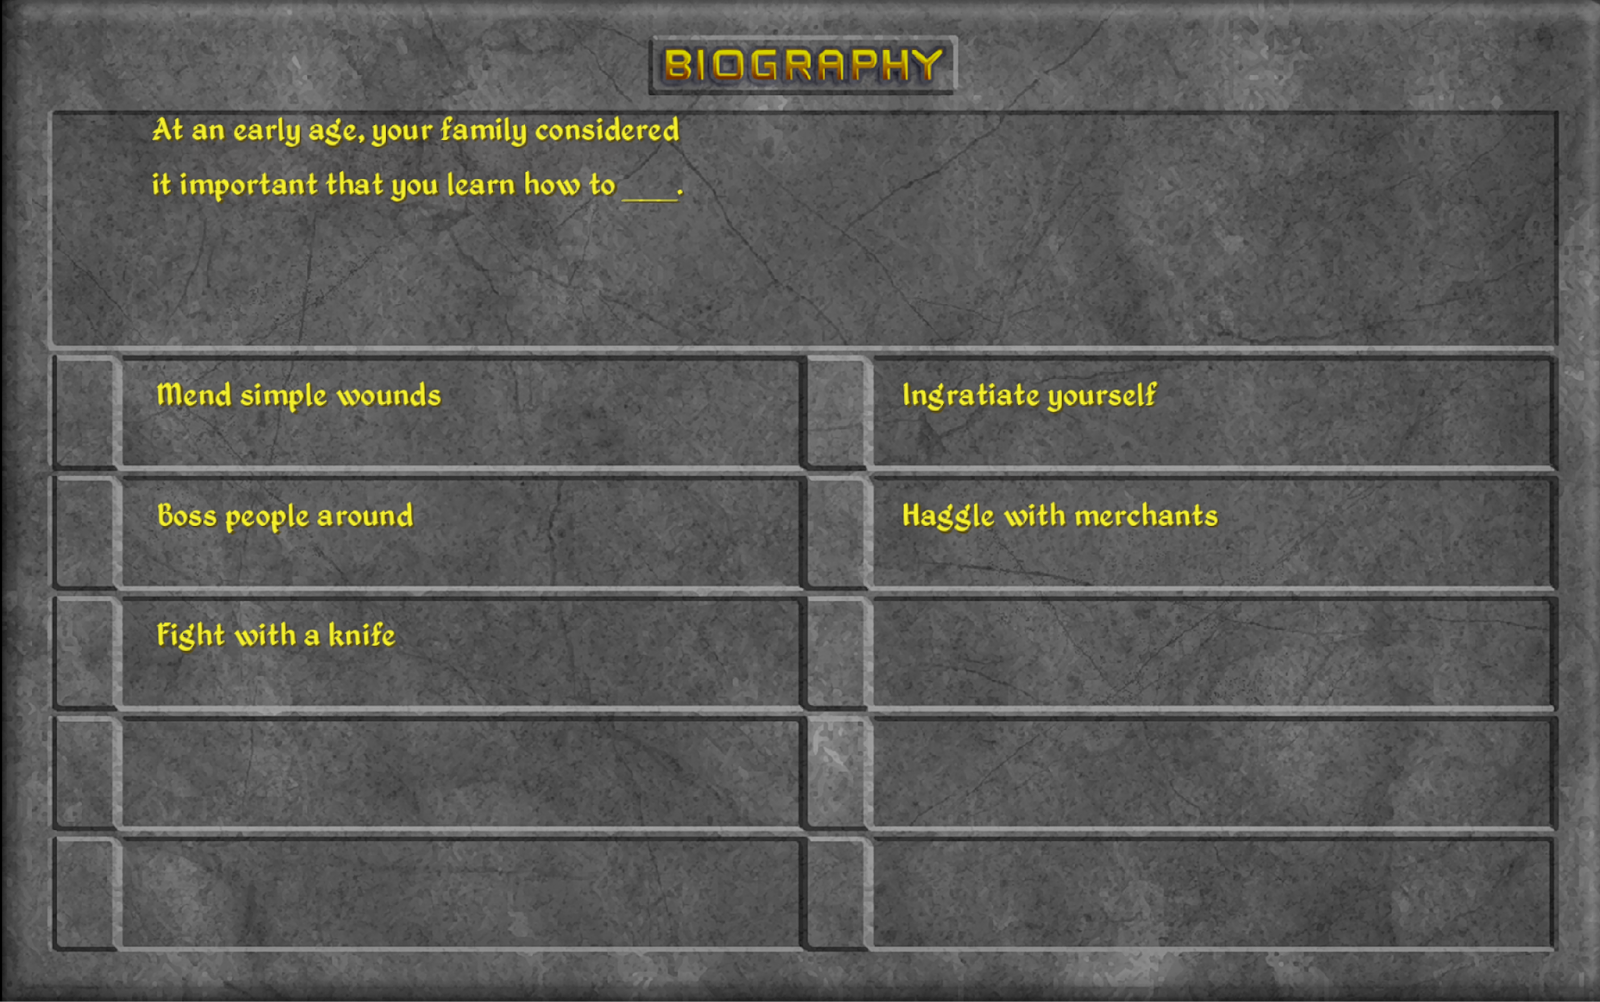 BIOGRAPHY
At an early age, your family considered
it important that you learn how to ____.
Mend simple wounds
Ingratiate yourself
Boss people around
Haggle with merchants
Fight with a knife